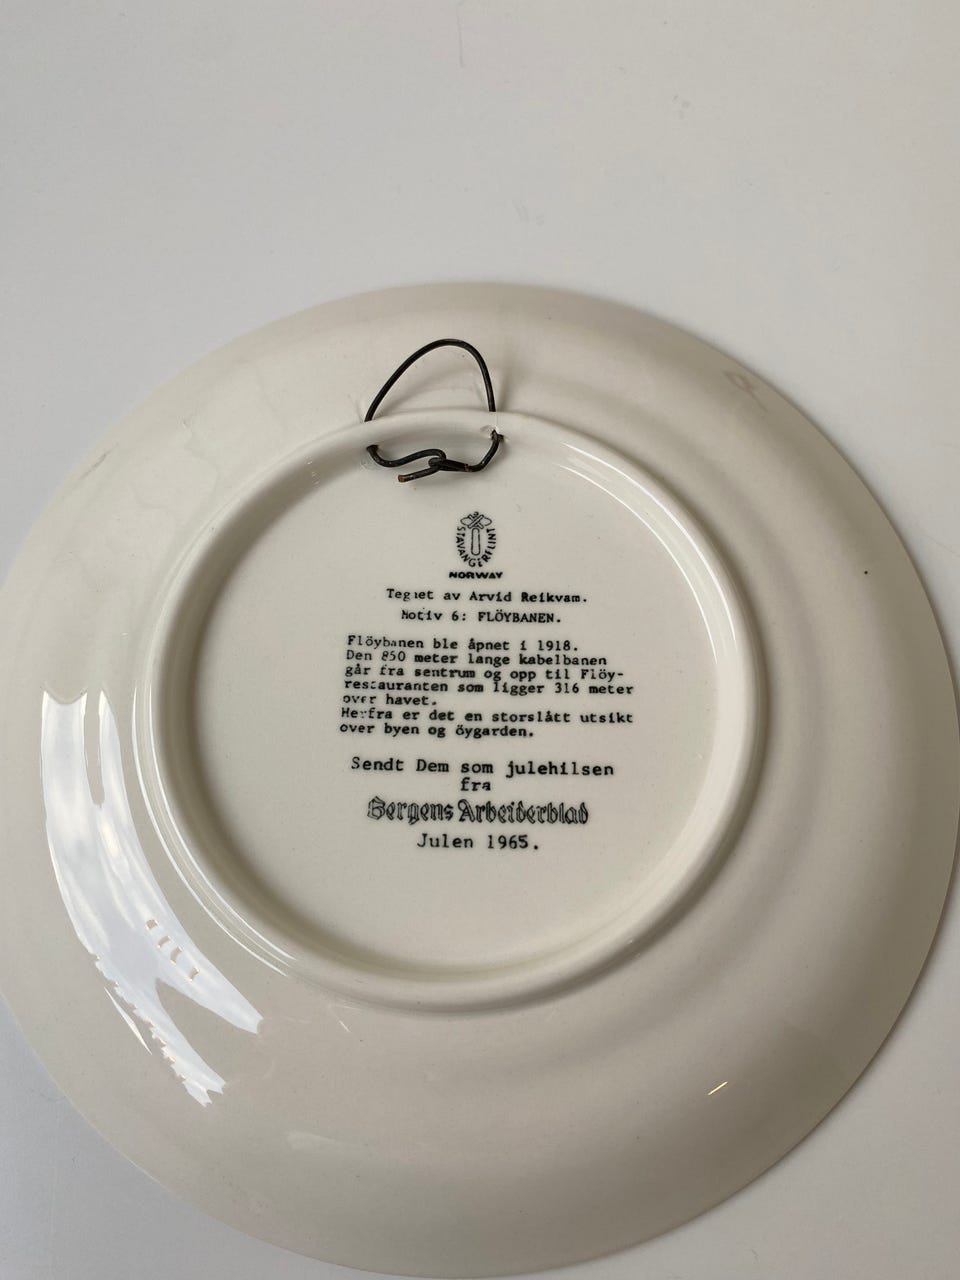 STAVANGERFLINT
NORWAY
Tegnet av Arvid Reikvam.
Motiv 6: FLÖYBANEN.
Flöybanen ble åpnet i 1918.
Den 850 meter lange kabelbanen
går fra sentrum og opp til Flöy-
restauranten som ligger 316 meter
over havet.
Herfra er det en storslått utsikt
over byen og öygarden.
Sendt Dem som julehilsen
fra
Bergens Arbeiderblad
Julen 1965.